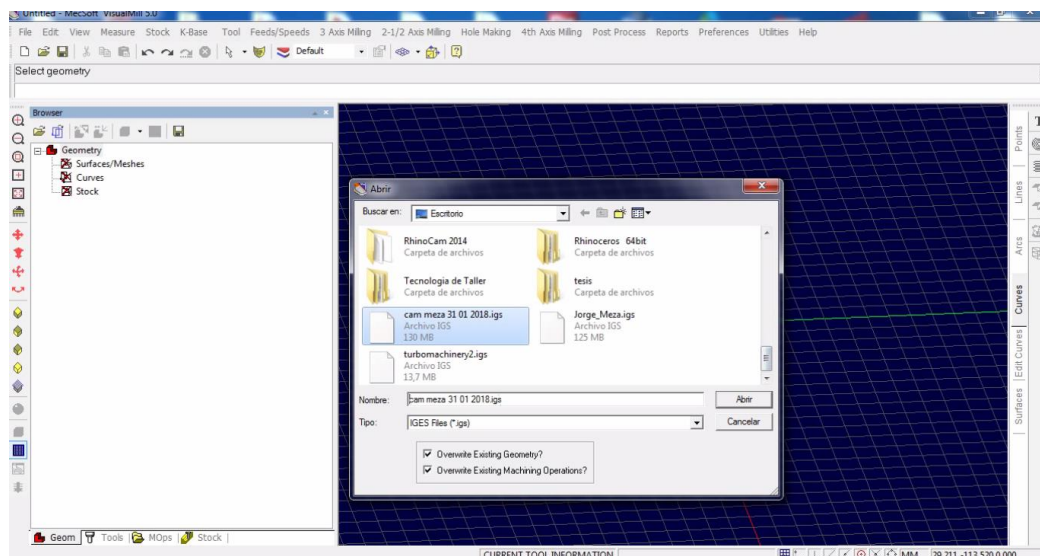 Untitled - MecSoft VisualMill 5.0
File Edit View Measure Stock K-Base Tool Feeds/Speeds 3 Axis Milling 2-1/2 Axis Milling Hole Making 4th Axis Milling Post Process Reports Preferences Utilities Help
Default
Select geometry
Browser
Geometry
Surfaces/Meshes
Curves
Stock
Abrir
Buscar en: Escritorio
RhinoCam 2014
Carpeta de archivos
Rhinoceros 64bit
Carpeta de archivos
Tecnologia de Taller
Carpeta de archivos
tesis
Carpeta de archivos
cam meza 31 01 2018.igs
Archivo IGS
130 MB
Jorge_Meza.igs
Archivo IGS
125 MB
turbomachinery2.igs
Archivo IGS
13,7 MB
Nombre: cam meza 31 01 2018.igs Abrir
Tipo: IGES Files (*.igs) Cancelar
Overwrite Existing Geometry?
Overwrite Existing Machining Operations?
Points
Lines
Arcs
Curves
Edit Curves
Surfaces
Geom Tools MOps Stock
CURRENT TOOL INFORMATION MM 29.211,-113.520,0.000